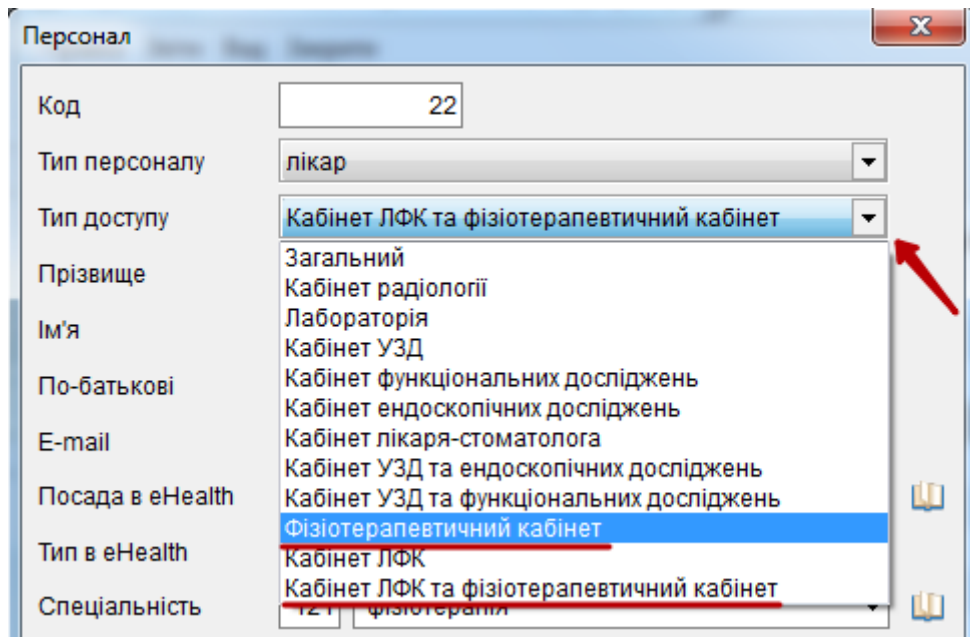 Персонал
Код 22
Тип персоналу лікар
Тип доступу Кабінет ЛФК та фізіотерапевтичний кабінет
Загальний
Прізвище
Кабінет радіології
Лабораторія
Ім'я
Кабінет УЗД
Кабінет функціональних досліджень
По-батькові
Кабінет ендоскопічних досліджень
E-mail
Кабінет лікаря-стоматолога
Кабінет УЗД та ендоскопічних досліджень
Посада в eHealth
Кабінет УЗД та функціональних досліджень
Фізіотерапевтичний кабінет
Тип в eHealth
Кабінет ЛФК
Кабінет ЛФК та фізіотерапевтичний кабінет
Спеціальність фізіотерапія